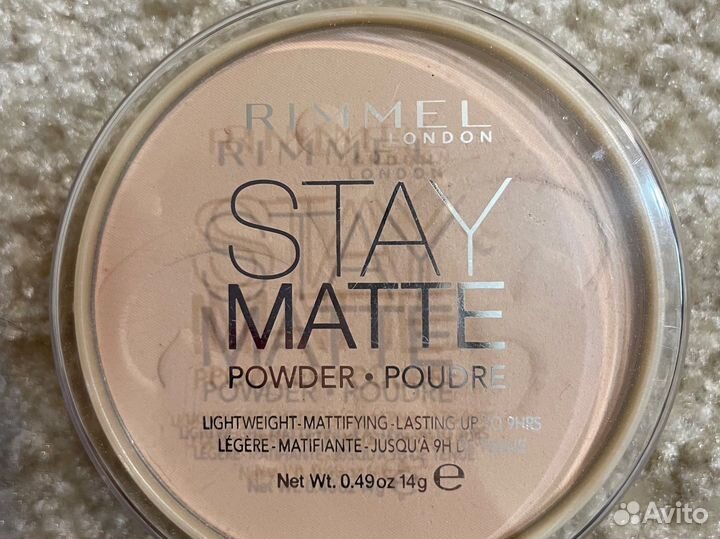 RIMMEL
LONDON
STAY
MATTE
POWDER • POUDRE
LIGHTWEIGHT-MATTIFYING-LASTING UP TO 9HRS
LÉGÈRE-MATIFIANTE-JUSQU'À 9H DE
Net Wt. 0.49oz 14g ℮
Avito